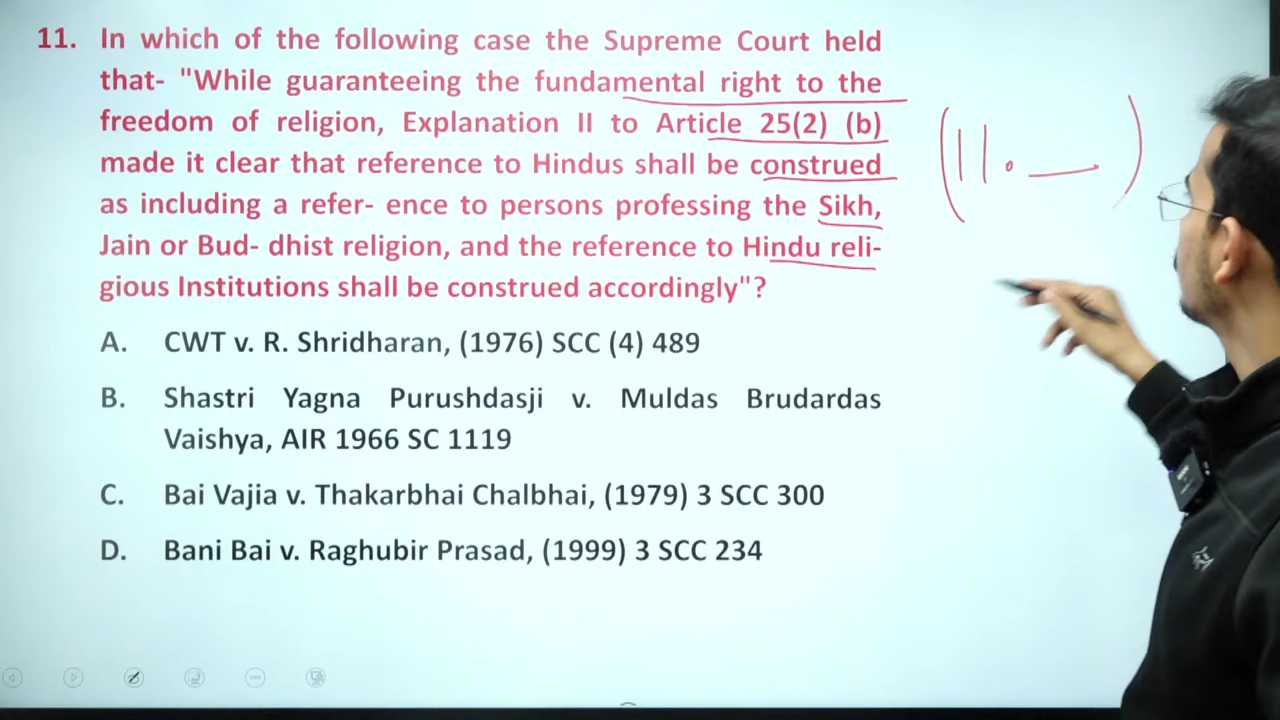 11. In which of the following case the Supreme Court held
that- "While guaranteeing the fundamental right to the
freedom of religion, Explanation II to Article 25(2) (b)
made it clear that reference to Hindus shall be construed
as including a refer- ence to persons professing the Sikh,
Jain or Bud- dhist religion, and the reference to Hindu reli-
gious Institutions shall be construed accordingly"?
A. CWT v. R. Shridharan, (1976) SCC (4) 489
B. Shastri Yagna Purushdasji v. Muldas Brudardas
Vaishya, AIR 1966 SC 1119
C. Bai Vajia v. Thakarbhai Chalbhai, (1979) 3 SCC 300
D. Bani Bai v. Raghubir Prasad, (1999) 3 SCC 234
(11. —)